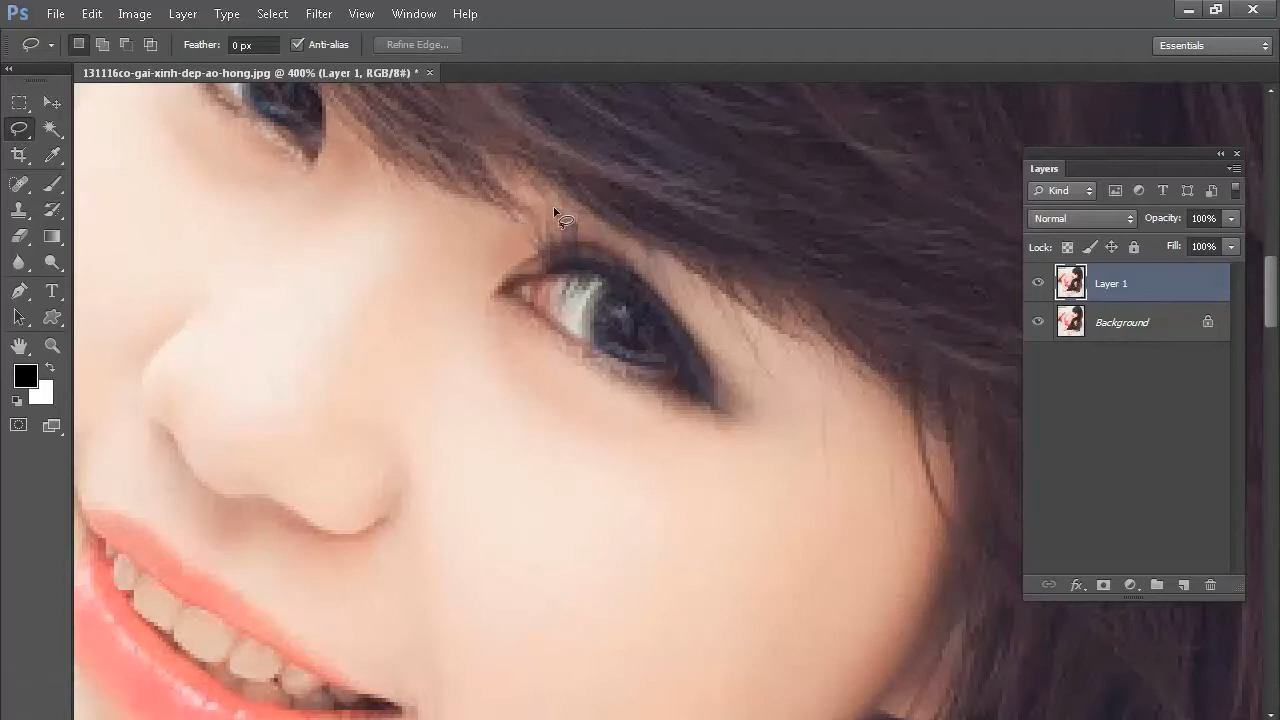 Ps File Edit Image Layer Type Select Filter View Window Help
Feather: 0 px Anti-alias Refine Edge... Essentials
131116co-gai-xinh-dep-ao-hong.jpg @ 400% (Layer 1, RGB/8#) *
Layers
Kind
Normal Opacity: 100%
Lock: Fill: 100%
Layer 1
Background